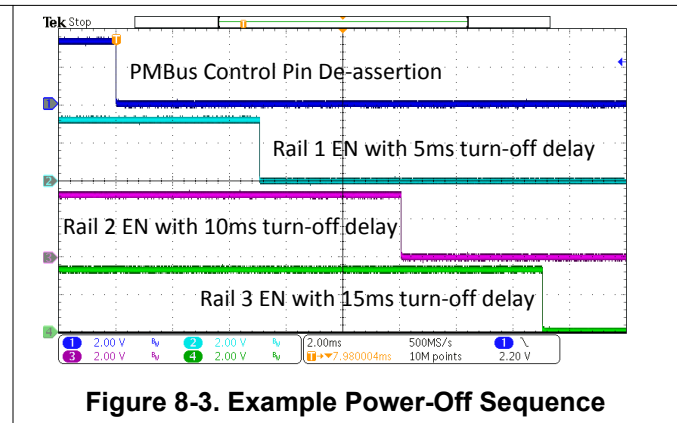 Tek Stop
T
T
PMBus Control Pin De-assertion
1
Rail 1 EN with 5ms turn-off delay
2
Rail 2 EN with 10ms turn-off delay
3
Rail 3 EN with 15ms turn-off delay
4
1 2.00 V 2 2.00 V 2.00ms 500MS/s 1
3 2.00 V 4 2.00 V T→▼7.980004ms 10M points 2.20 V
Figure 8-3. Example Power-Off Sequence